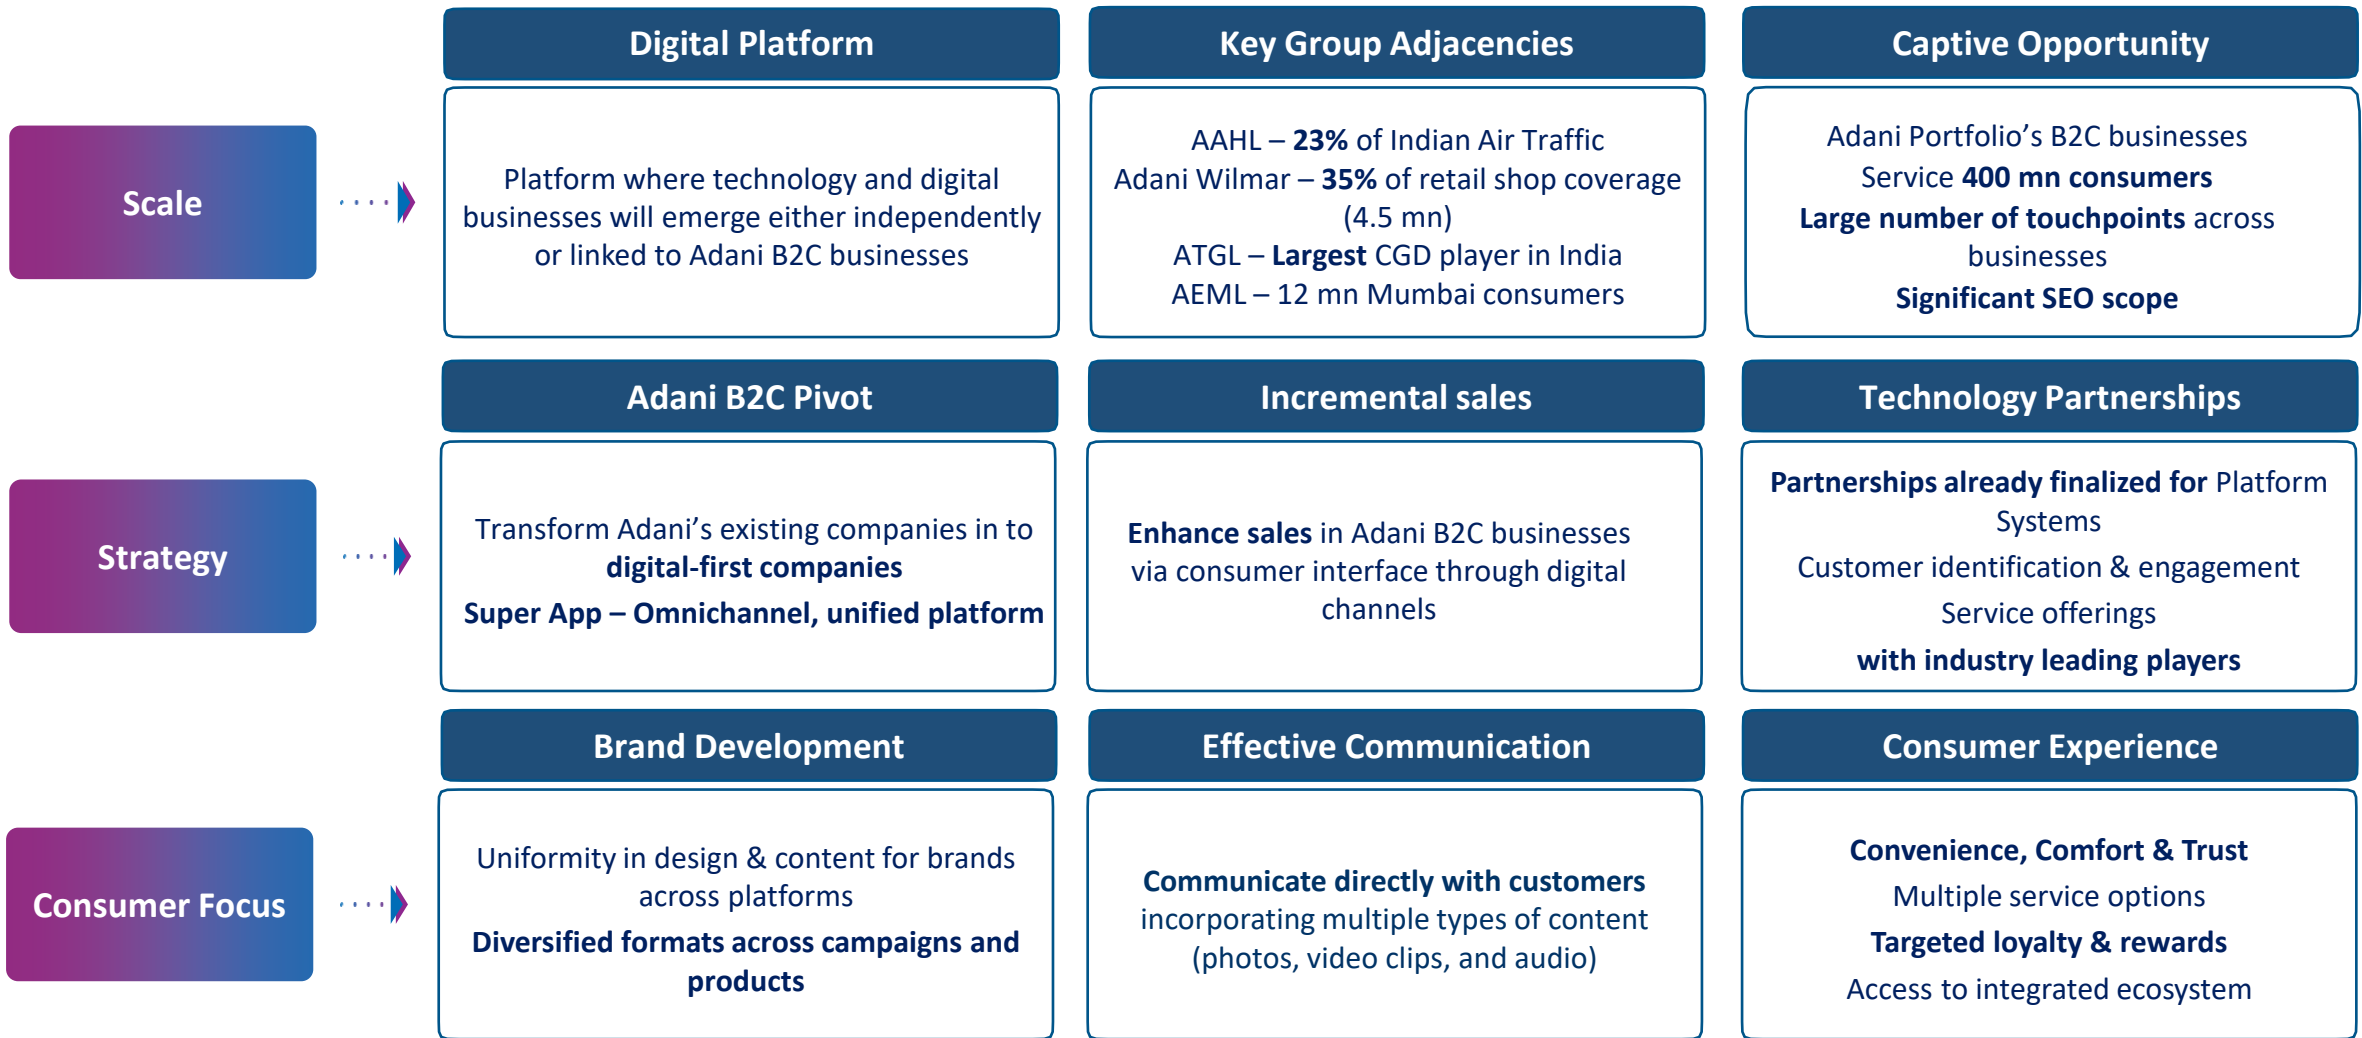 Digital Platform
Key Group Adjacencies
Captive Opportunity
Scale
Platform where technology and digital
businesses will emerge either independently
or linked to Adani B2C businesses
AAHL – 23% of Indian Air Traffic
Adani Wilmar – 35% of retail shop coverage
(4.5 mn)
ATGL – Largest CGD player in India
AEML – 12 mn Mumbai consumers
Adani Portfolio’s B2C businesses
Service 400 mn consumers
Large number of touchpoints across
businesses
Significant SEO scope
Adani B2C Pivot
Incremental sales
Technology Partnerships
Strategy
Transform Adani’s existing companies in to
digital-first companies
Super App – Omnichannel, unified platform
Enhance sales in Adani B2C businesses
via consumer interface through digital
channels
Partnerships already finalized for Platform
Systems
Customer identification & engagement
Service offerings
with industry leading players
Brand Development
Effective Communication
Consumer Experience
Consumer Focus
Uniformity in design & content for brands
across platforms
Diversified formats across campaigns and
products
Communicate directly with customers
incorporating multiple types of content
(photos, video clips, and audio)
Convenience, Comfort & Trust
Multiple service options
Targeted loyalty & rewards
Access to integrated ecosystem